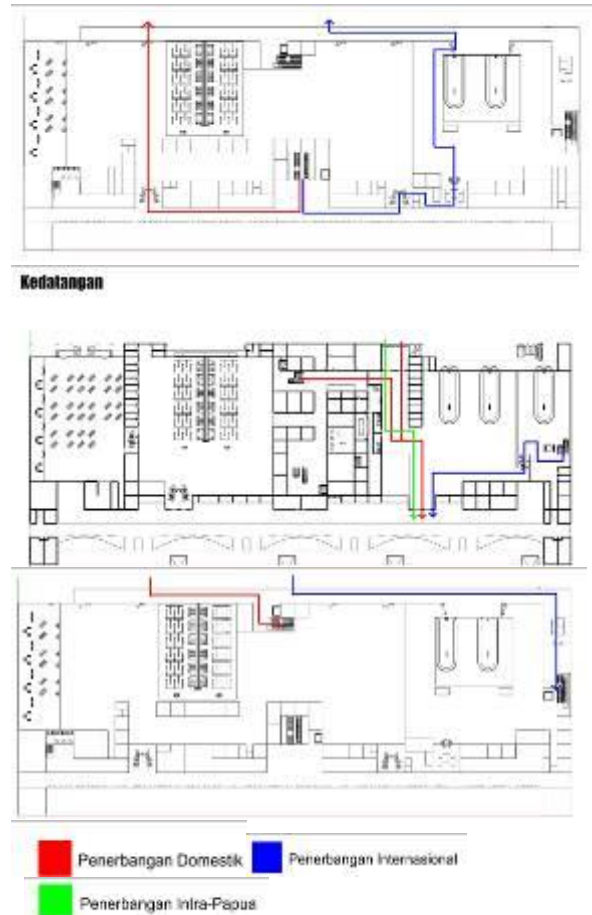 Kedatangan
Penerbangan Domestik
Penerbangan Internasional
Penerbangan Intra-Papua